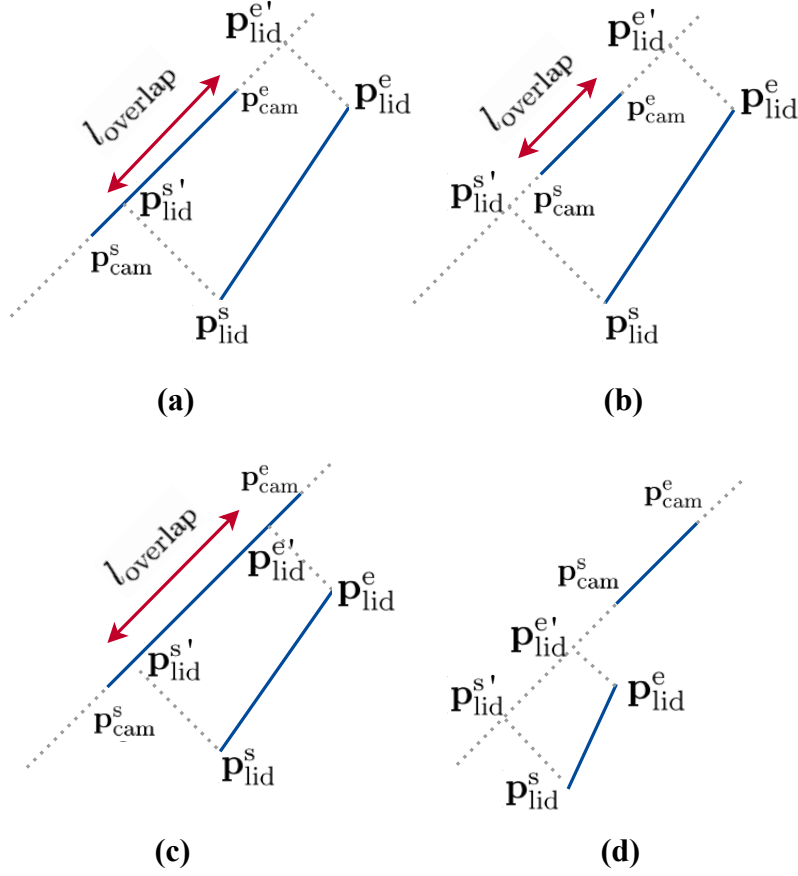 p_lid^e'
l_overlap
p_cam^e
p_lid^e
p_lid^s'
p_cam^s
p_lid^s
(a)
p_lid^e'
l_overlap
p_cam^e
p_lid^e
p_lid^s'
p_cam^s
p_lid^s
(b)
p_cam^e
l_overlap
p_lid^e'
p_lid^e
p_lid^s'
p_cam^s
p_lid^s
(c)
p_cam^e
p_cam^s
p_lid^e'
p_lid^s'
p_lid^e
p_lid^s
(d)